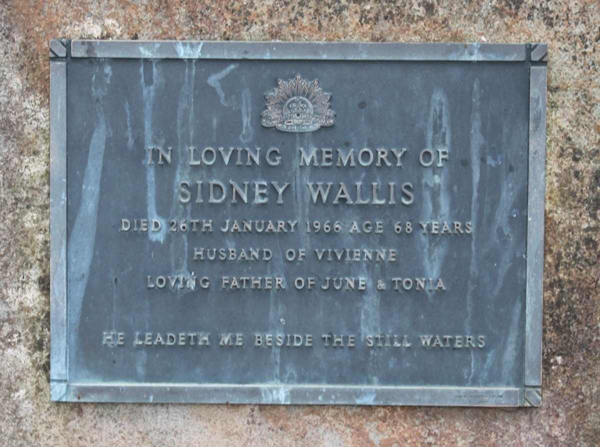 IN LOVING MEMORY OF
SIDNEY WALLIS
DIED 26TH JANUARY 1966 AGE 68 YEARS
HUSBAND OF VIVIENNE
LOVING FATHER OF JUNE & TONIA
HE LEADETH ME BESIDE THE STILL WATERS